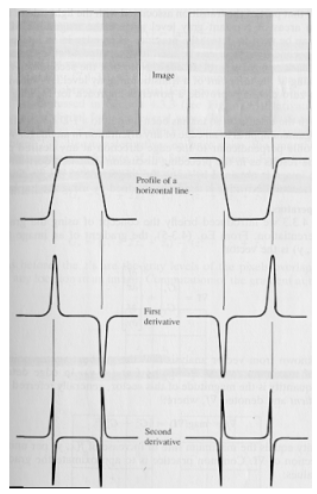 Image
Profile of a
horizontal line
First
derivative
Second
derivative